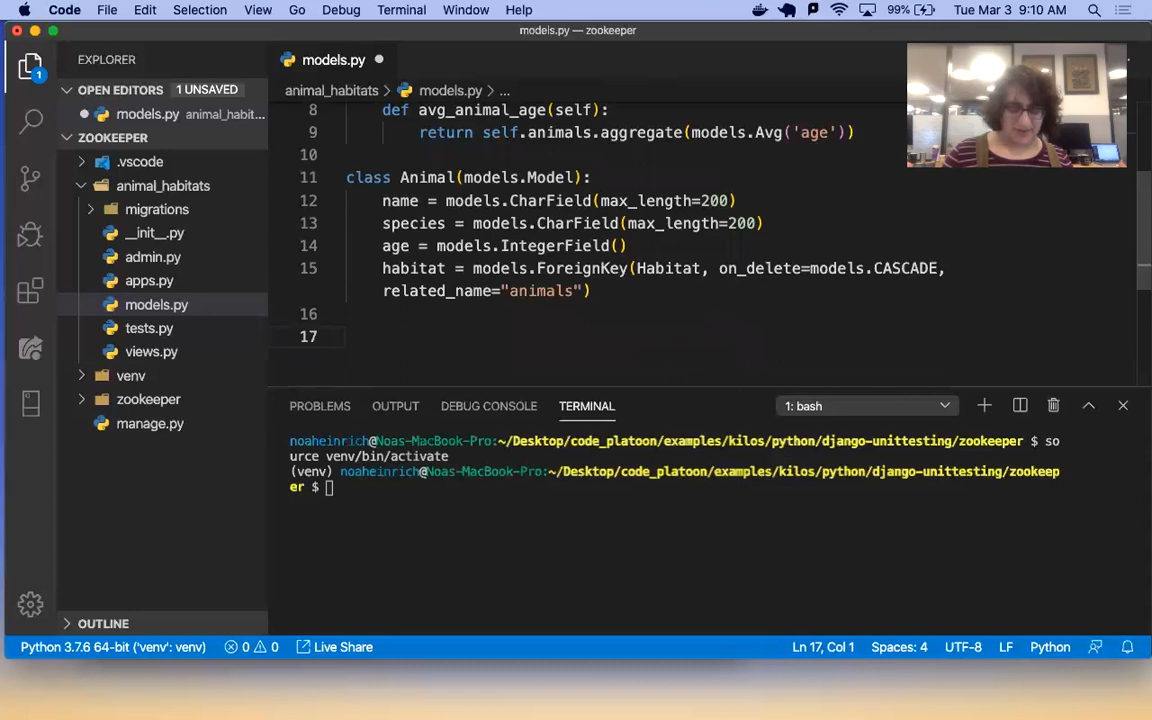 Code File Edit Selection View Go Debug Terminal Window Help 99% Tue Mar 3 9:10 AM
models.py — zookeeper
EXPLORER
models.py
OPEN EDITORS 1 UNSAVED
animal_habitats > models.py > ...
models.py animal_habit...
ZOOKEEPER
.vscode
animal_habitats
migrations
__init__.py
admin.py
apps.py
models.py
tests.py
views.py
venv
zookeeper
manage.py
OUTLINE
1
8 def avg_animal_age(self):
9 return self.animals.aggregate(models.Avg('age'))
10
11 class Animal(models.Model):
12 name = models.CharField(max_length=200)
13 species = models.CharField(max_length=200)
14 age = models.IntegerField()
15 habitat = models.ForeignKey(Habitat, on_delete=models.CASCADE,
related_name="animals")
16
17
PROBLEMS OUTPUT DEBUG CONSOLE TERMINAL 1: bash
noaheinrich@Noas-MacBook-Pro:~/Desktop/code_platoon/examples/kilos/python/django-unittesting/zookeeper $ so
urce venv/bin/activate
(venv) noaheinrich@Noas-MacBook-Pro:~/Desktop/code_platoon/examples/kilos/python/django-unittesting/zookeep
er $
Python 3.7.6 64-bit ('venv': venv) 0 0 Live Share Ln 17, Col 1 Spaces: 4 UTF-8 LF Python